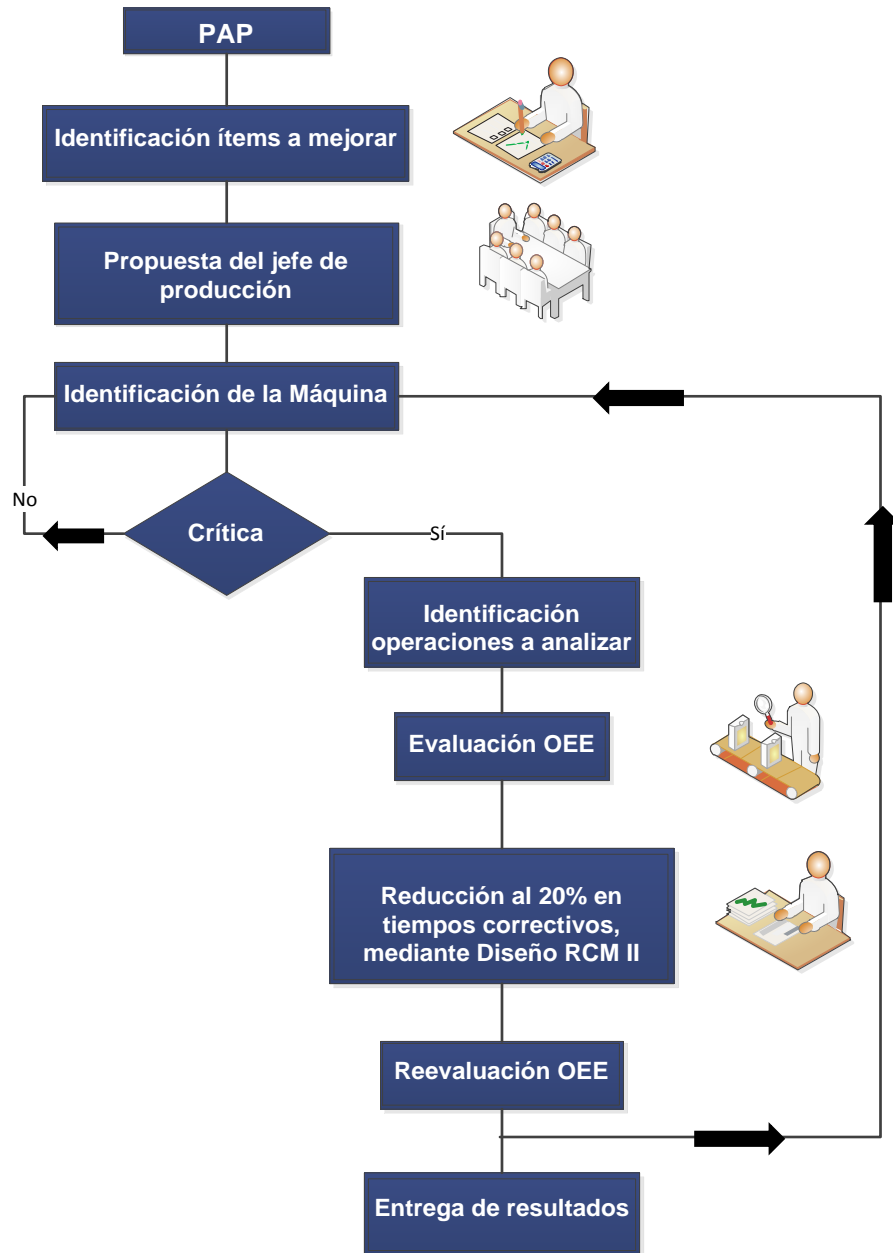 PAP
Identificación ítems a mejorar
Propuesta del jefe de
producción
Identificación de la Máquina
No
Crítica
Sí
Identificación
operaciones a analizar
Evaluación OEE
Reducción al 20% en
tiempos correctivos,
mediante Diseño RCM II
Reevaluación OEE
Entrega de resultados